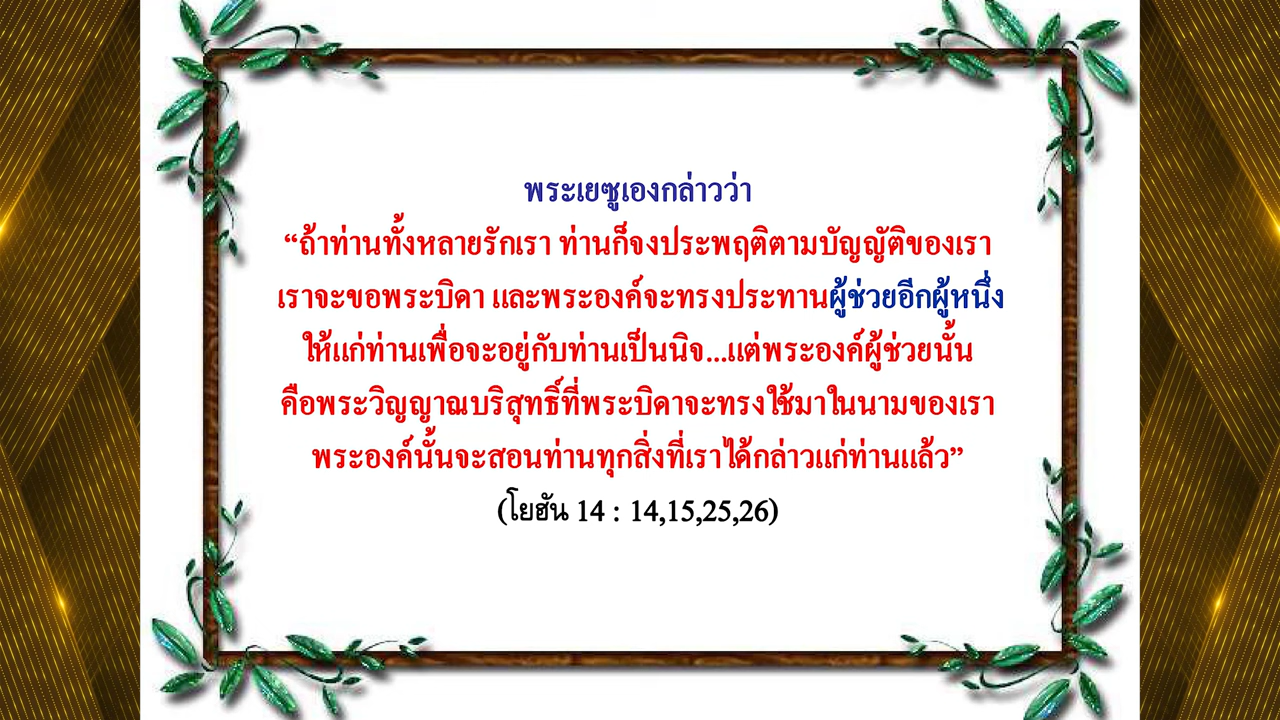 พระเยซูเองกล่าวว่า
“ถ้าท่านทั้งหลายรักเรา ท่านก็จงประพฤติตามบัญญัติของเรา
เราจะขอพระบิดา และพระองค์จะทรงประทานผู้ช่วยอีกผู้หนึ่ง
ให้แก่ท่านเพื่อจะอยู่กับท่านเป็นนิจ...แต่พระองค์ผู้ช่วยนั้น
คือพระวิญญาณบริสุทธิ์ที่พระบิดาจะทรงใช้มาในนามของเรา
พระองค์นั้นจะสอนท่านทุกสิ่งที่เราได้กล่าวแก่ท่านแล้ว”
(โยฮัน 14 : 14,15,25,26)